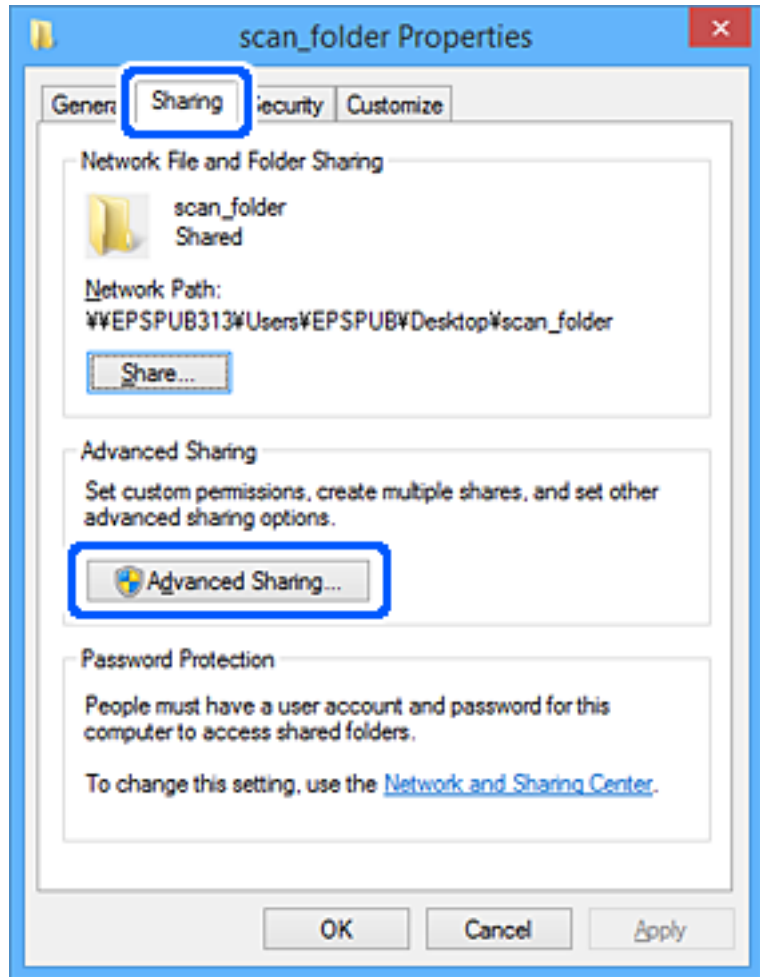 scan_folder Properties
General Sharing Security Customize
Network File and Folder Sharing
scan_folder
Shared
Network Path:
¥¥EPSPUB313¥Users¥EPSPUB¥Desktop¥scan_folder
Share...
Advanced Sharing
Set custom permissions, create multiple shares, and set other
advanced sharing options.
Advanced Sharing...
Password Protection
People must have a user account and password for this
computer to access shared folders.
To change this setting, use the Network and Sharing Center.
OK Cancel Apply